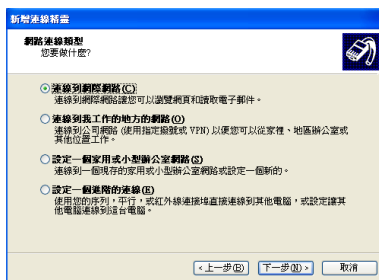 新增連線精靈
網路連線類型
您要做什麼?
連線到網際網路(C)
連線到網際網路讓您可以瀏覽網頁和讀取電子郵件。
連線到我工作的地方的網路(O)
連線到公司網路 (使用指定撥號或 VPN) 以便您可以從家裡、地區辦公室或
其他位置工作。
設定一個家用或小型辦公室網路(S)
連線到一個現存的家用或小型辦公室網路或設定一個新的。
設定一個進階的連線(E)
使用您的序列，平行，或紅外線連接埠直接連線到其他電腦，或設定讓其
他電腦連線到這台電腦。
<上一步(B) 下一步(N)> 取消